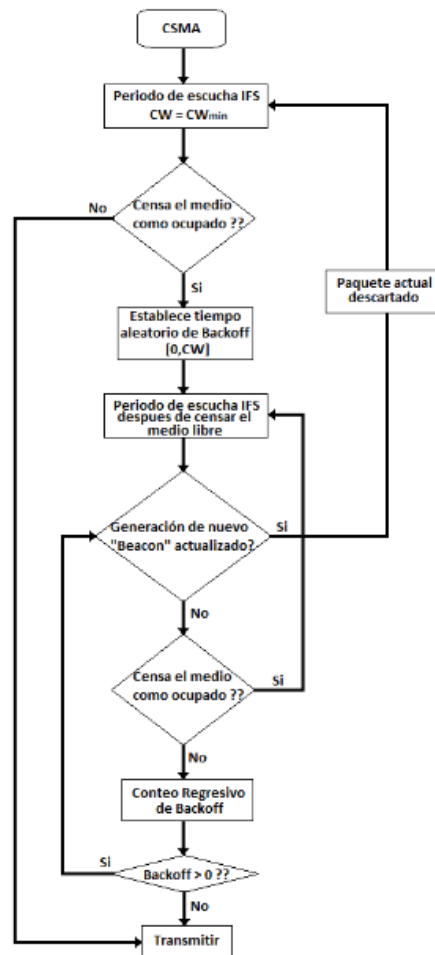 CSMA
Periodo de escucha IFS
CW = CWmin
Censa el medio
como ocupado ??
No
Si
Paquete actual
descartado
Establece tiempo
aleatorio de Backoff
[0,CW]
Periodo de escucha IFS
despues de censar el
medio libre
Generación de nuevo
"Beacon" actualizado?
Si
No
Censa el medio
como ocupado ??
Si
No
Conteo Regresivo
de Backoff
Si
Backoff > 0 ??
No
Transmitir